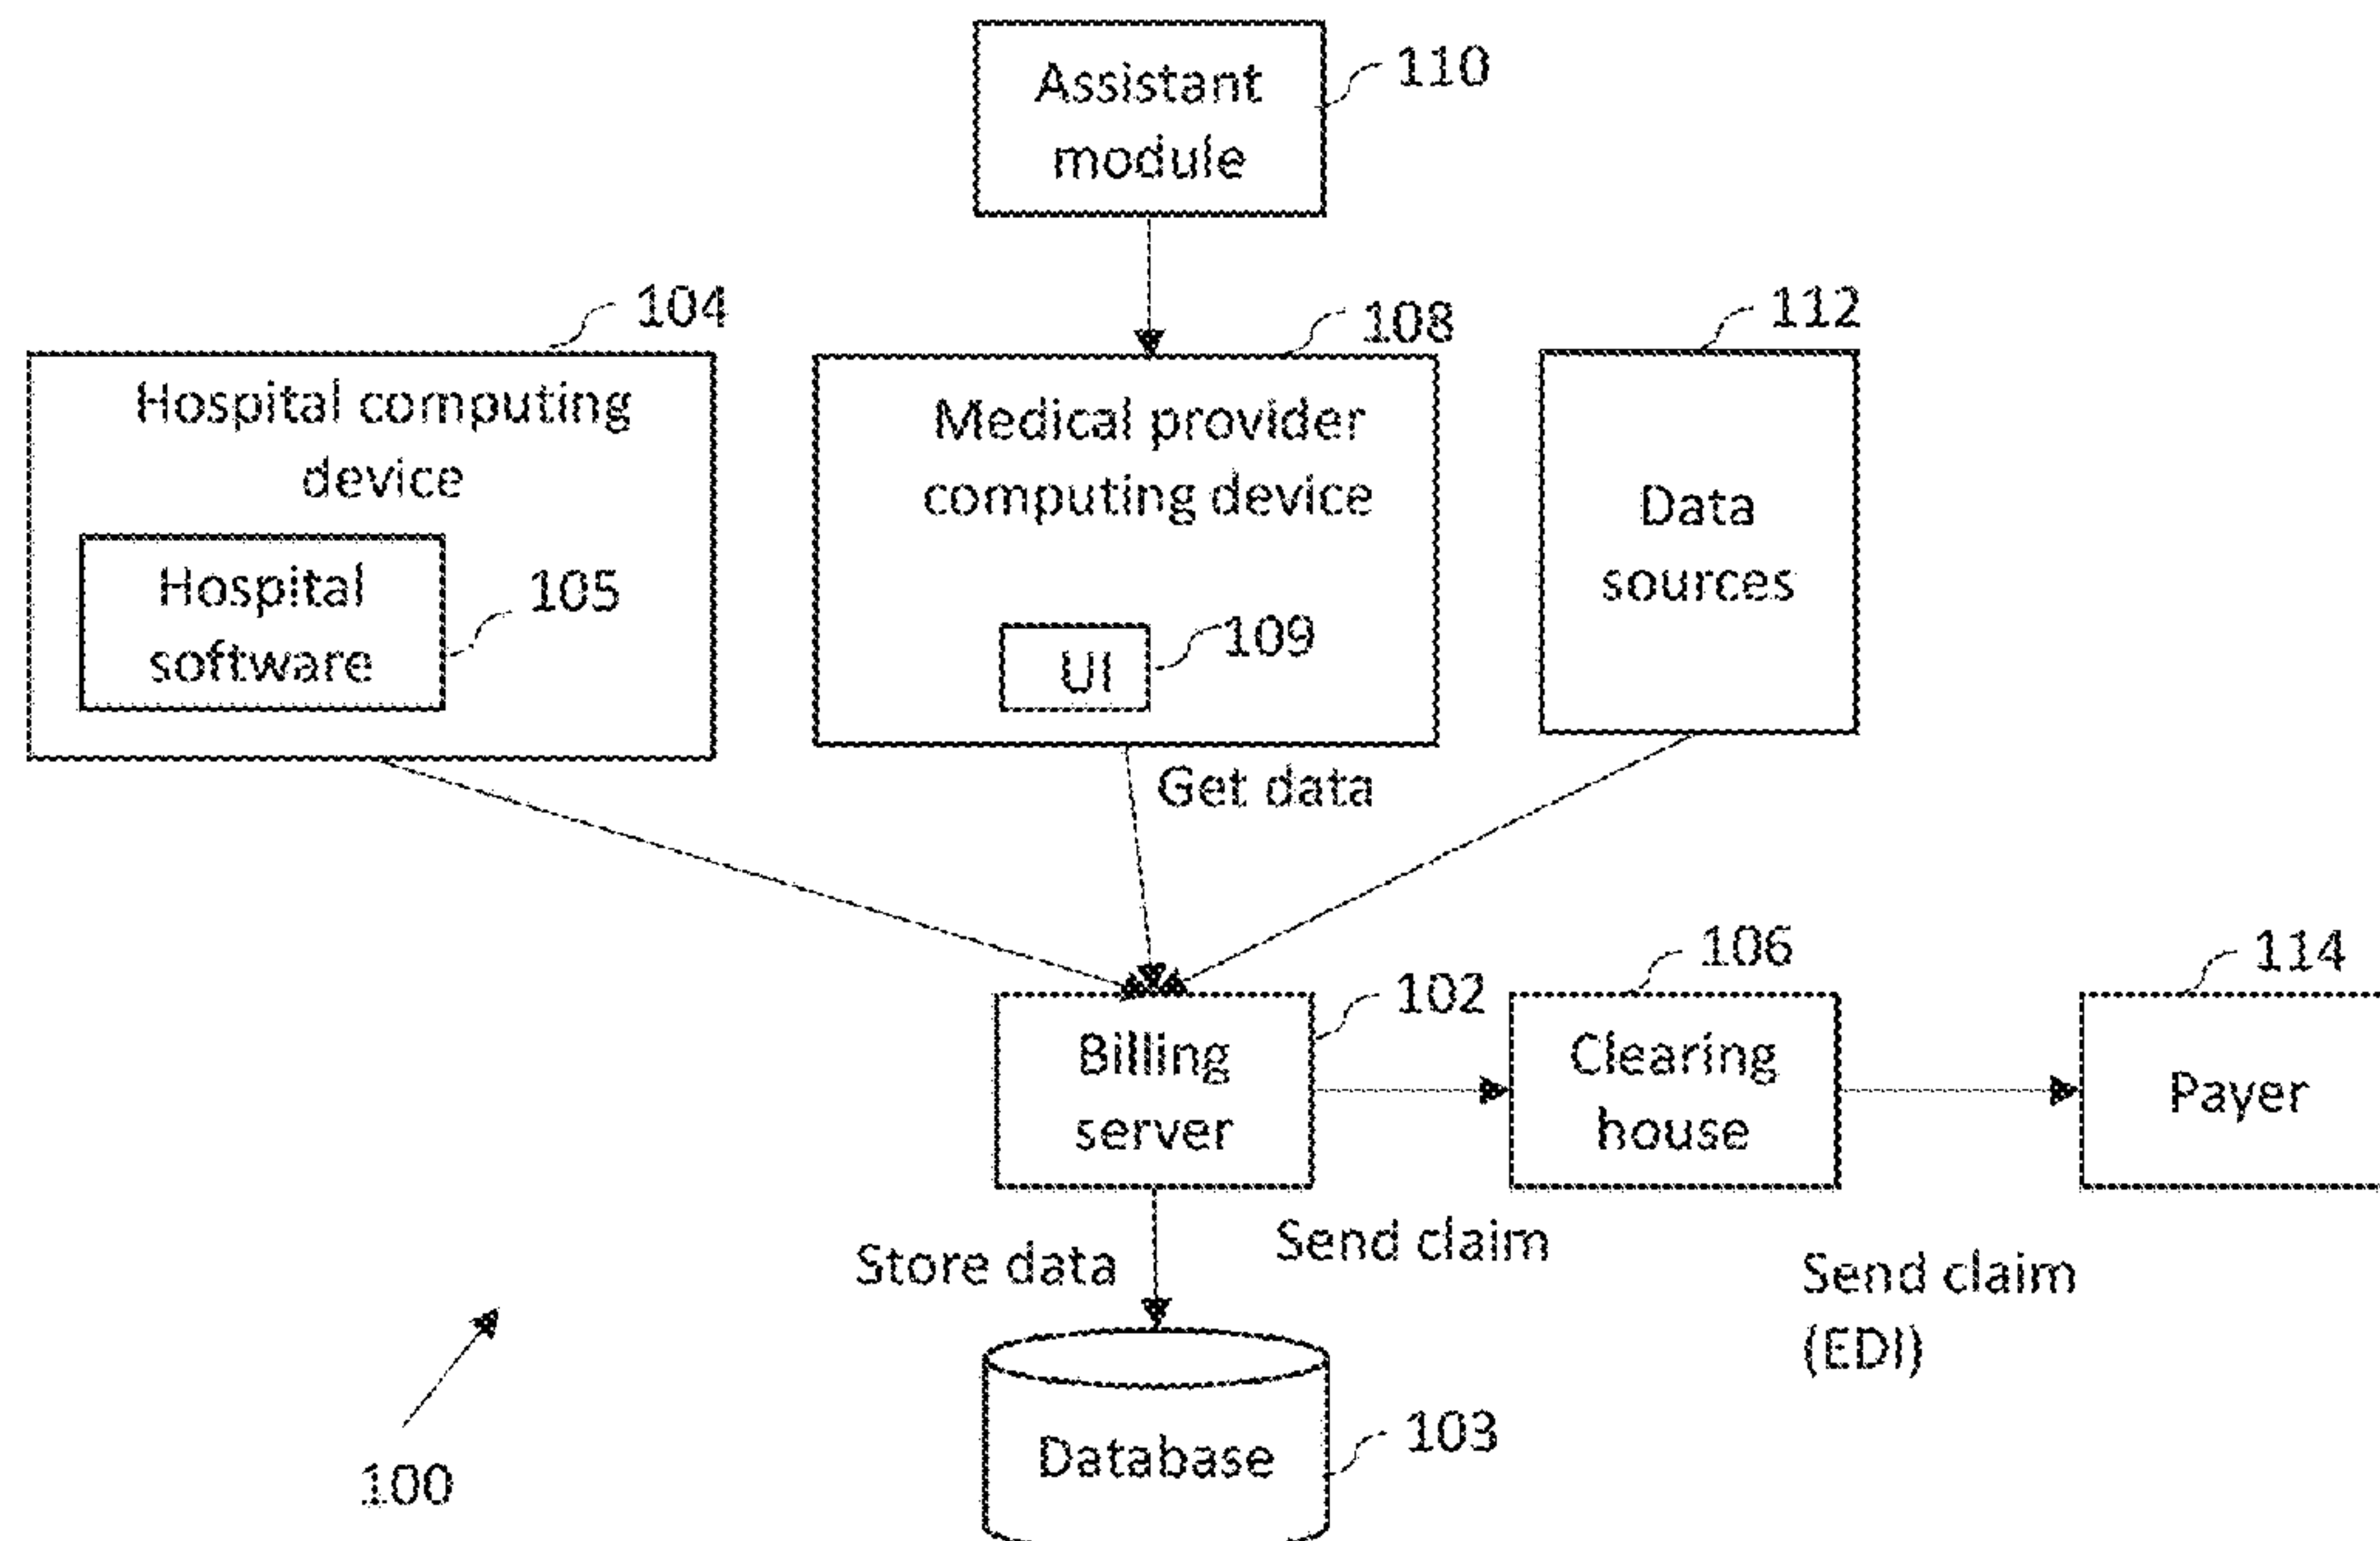 Assistant
module
110
104
108
112
Hospital computing
device
Hospital
software
105
Medical provider
computing device
UI
109
Data
sources
Get data
102
106
114
Billing
server
Clearing
house
Payer
Store data
Send claim
Send claim
(EDI)
Database
103
100